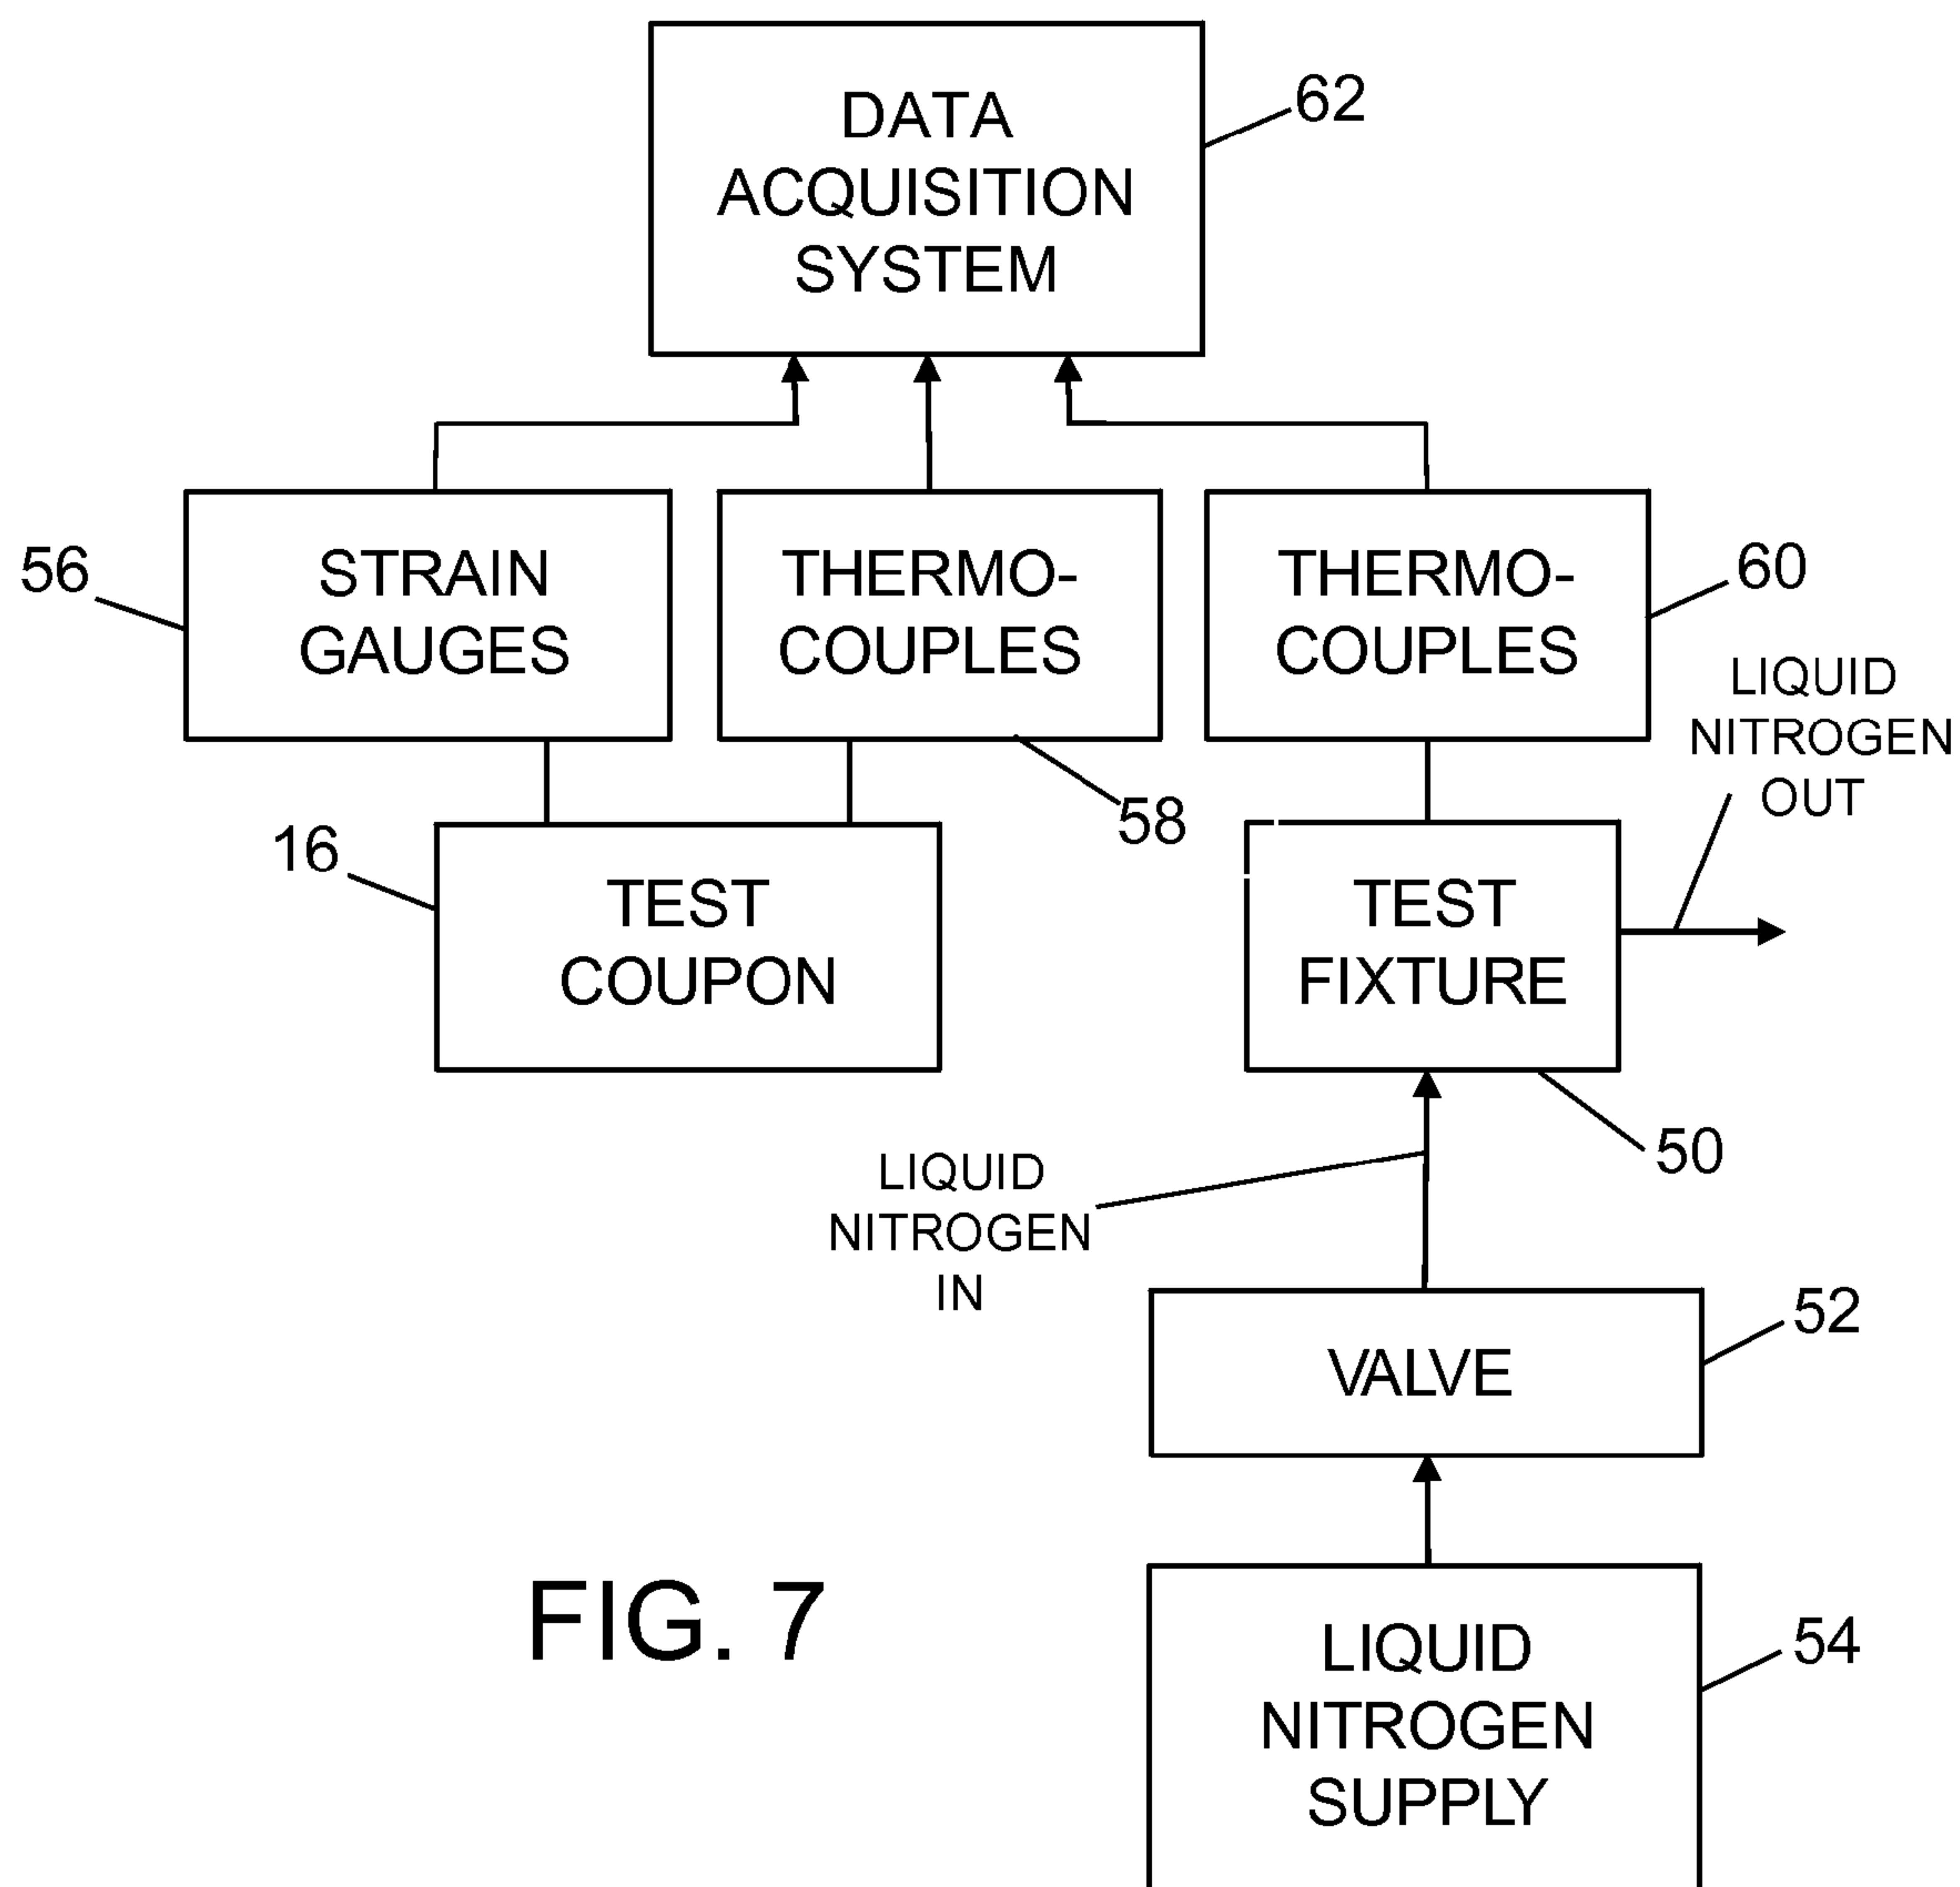 DATA
ACQUISITION
SYSTEM
62
56
STRAIN
GAUGES
THERMO-
COUPLES
THERMO-
COUPLES
60
LIQUID
NITROGEN
OUT
58
16
TEST
COUPON
TEST
FIXTURE
50
LIQUID
NITROGEN
IN
VALVE
52
LIQUID
NITROGEN
SUPPLY
54
FIG. 7